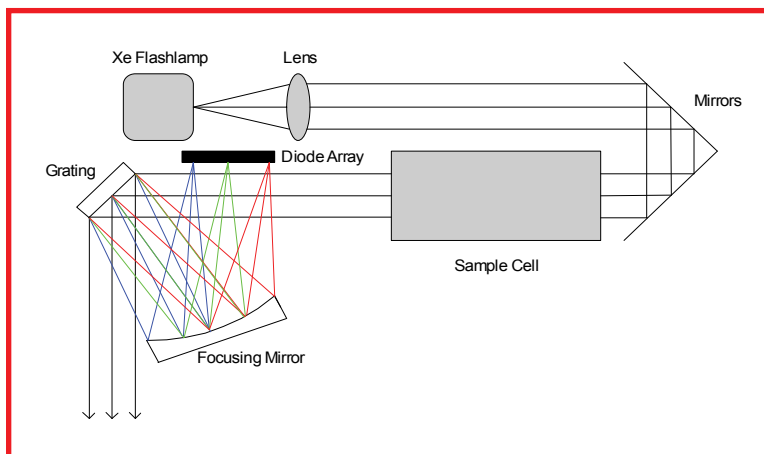 Xe Flashlamp
Lens
Mirrors
Diode Array
Grating
Sample Cell
Focusing Mirror